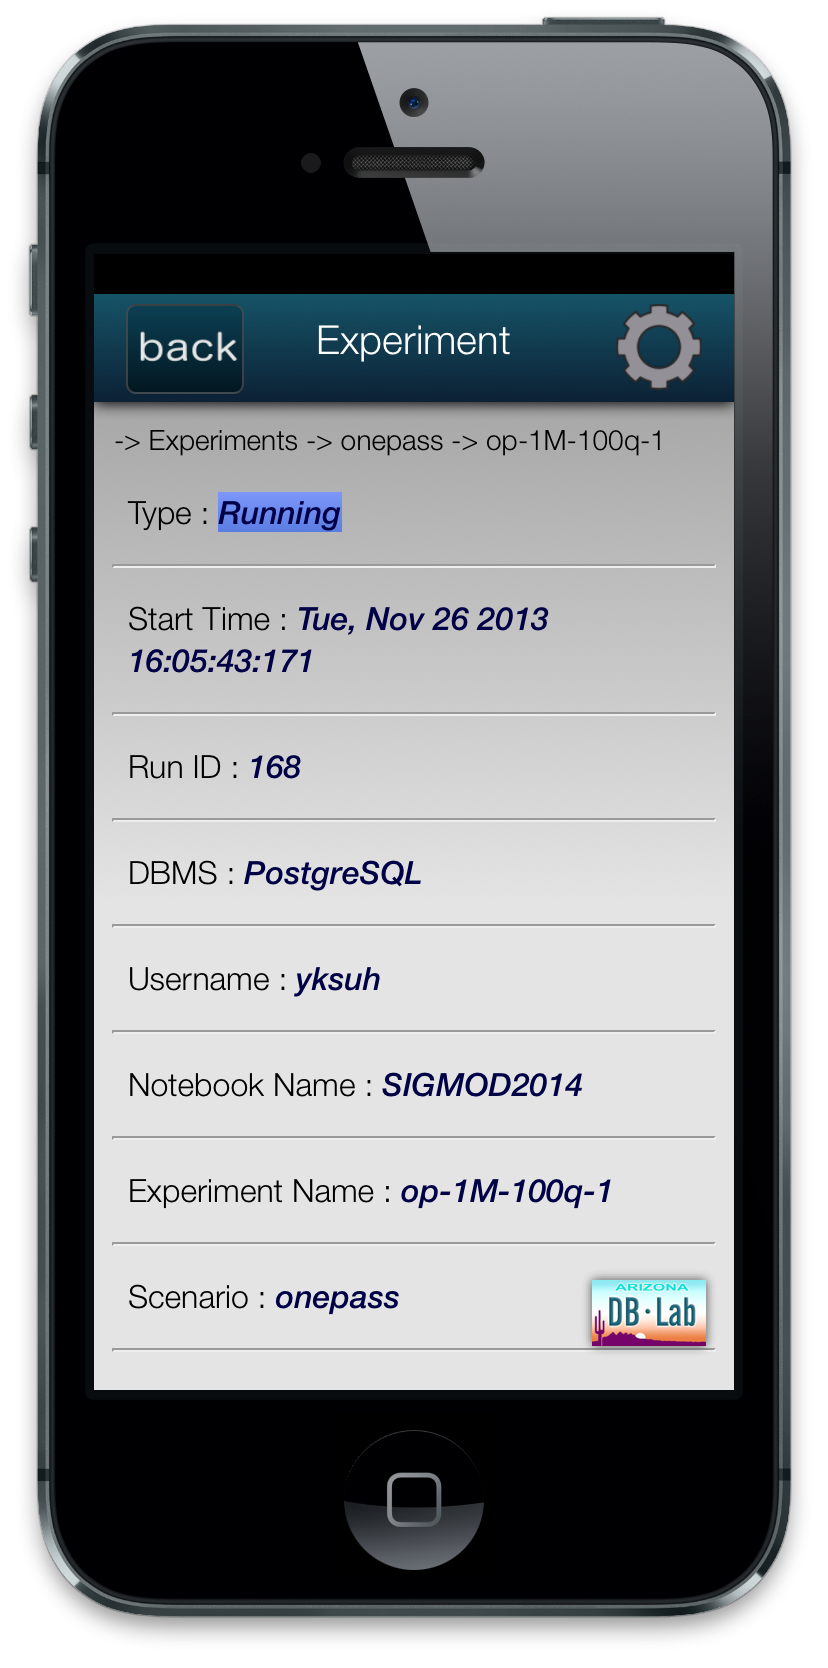 back
Experiment
-> Experiments -> onepass -> op-1M-100q-1
Type : Running
Start Time : Tue, Nov 26 2013
16:05:43:171
Run ID : 168
DBMS : PostgreSQL
Username : yksuh
Notebook Name : SIGMOD2014
Experiment Name : op-1M-100q-1
Scenario : onepass
ARIZONA
DB·Lab